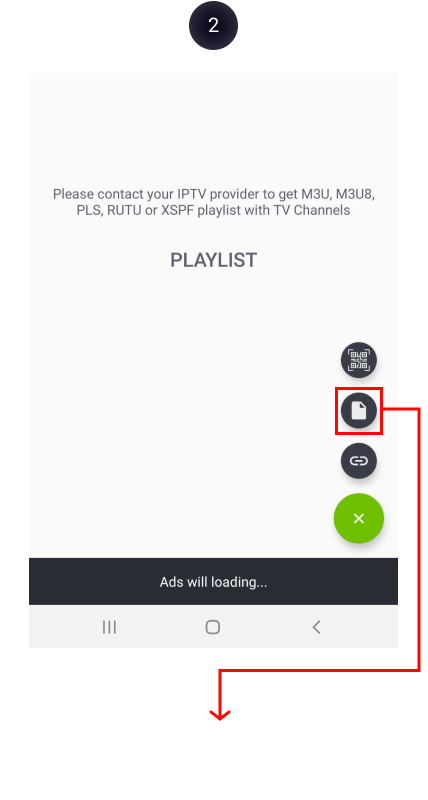 2
Please contact your IPTV provider to get M3U, M3U8,
PLS, RUTU or XSPF playlist with TV Channels
PLAYLIST
Ads will loading...